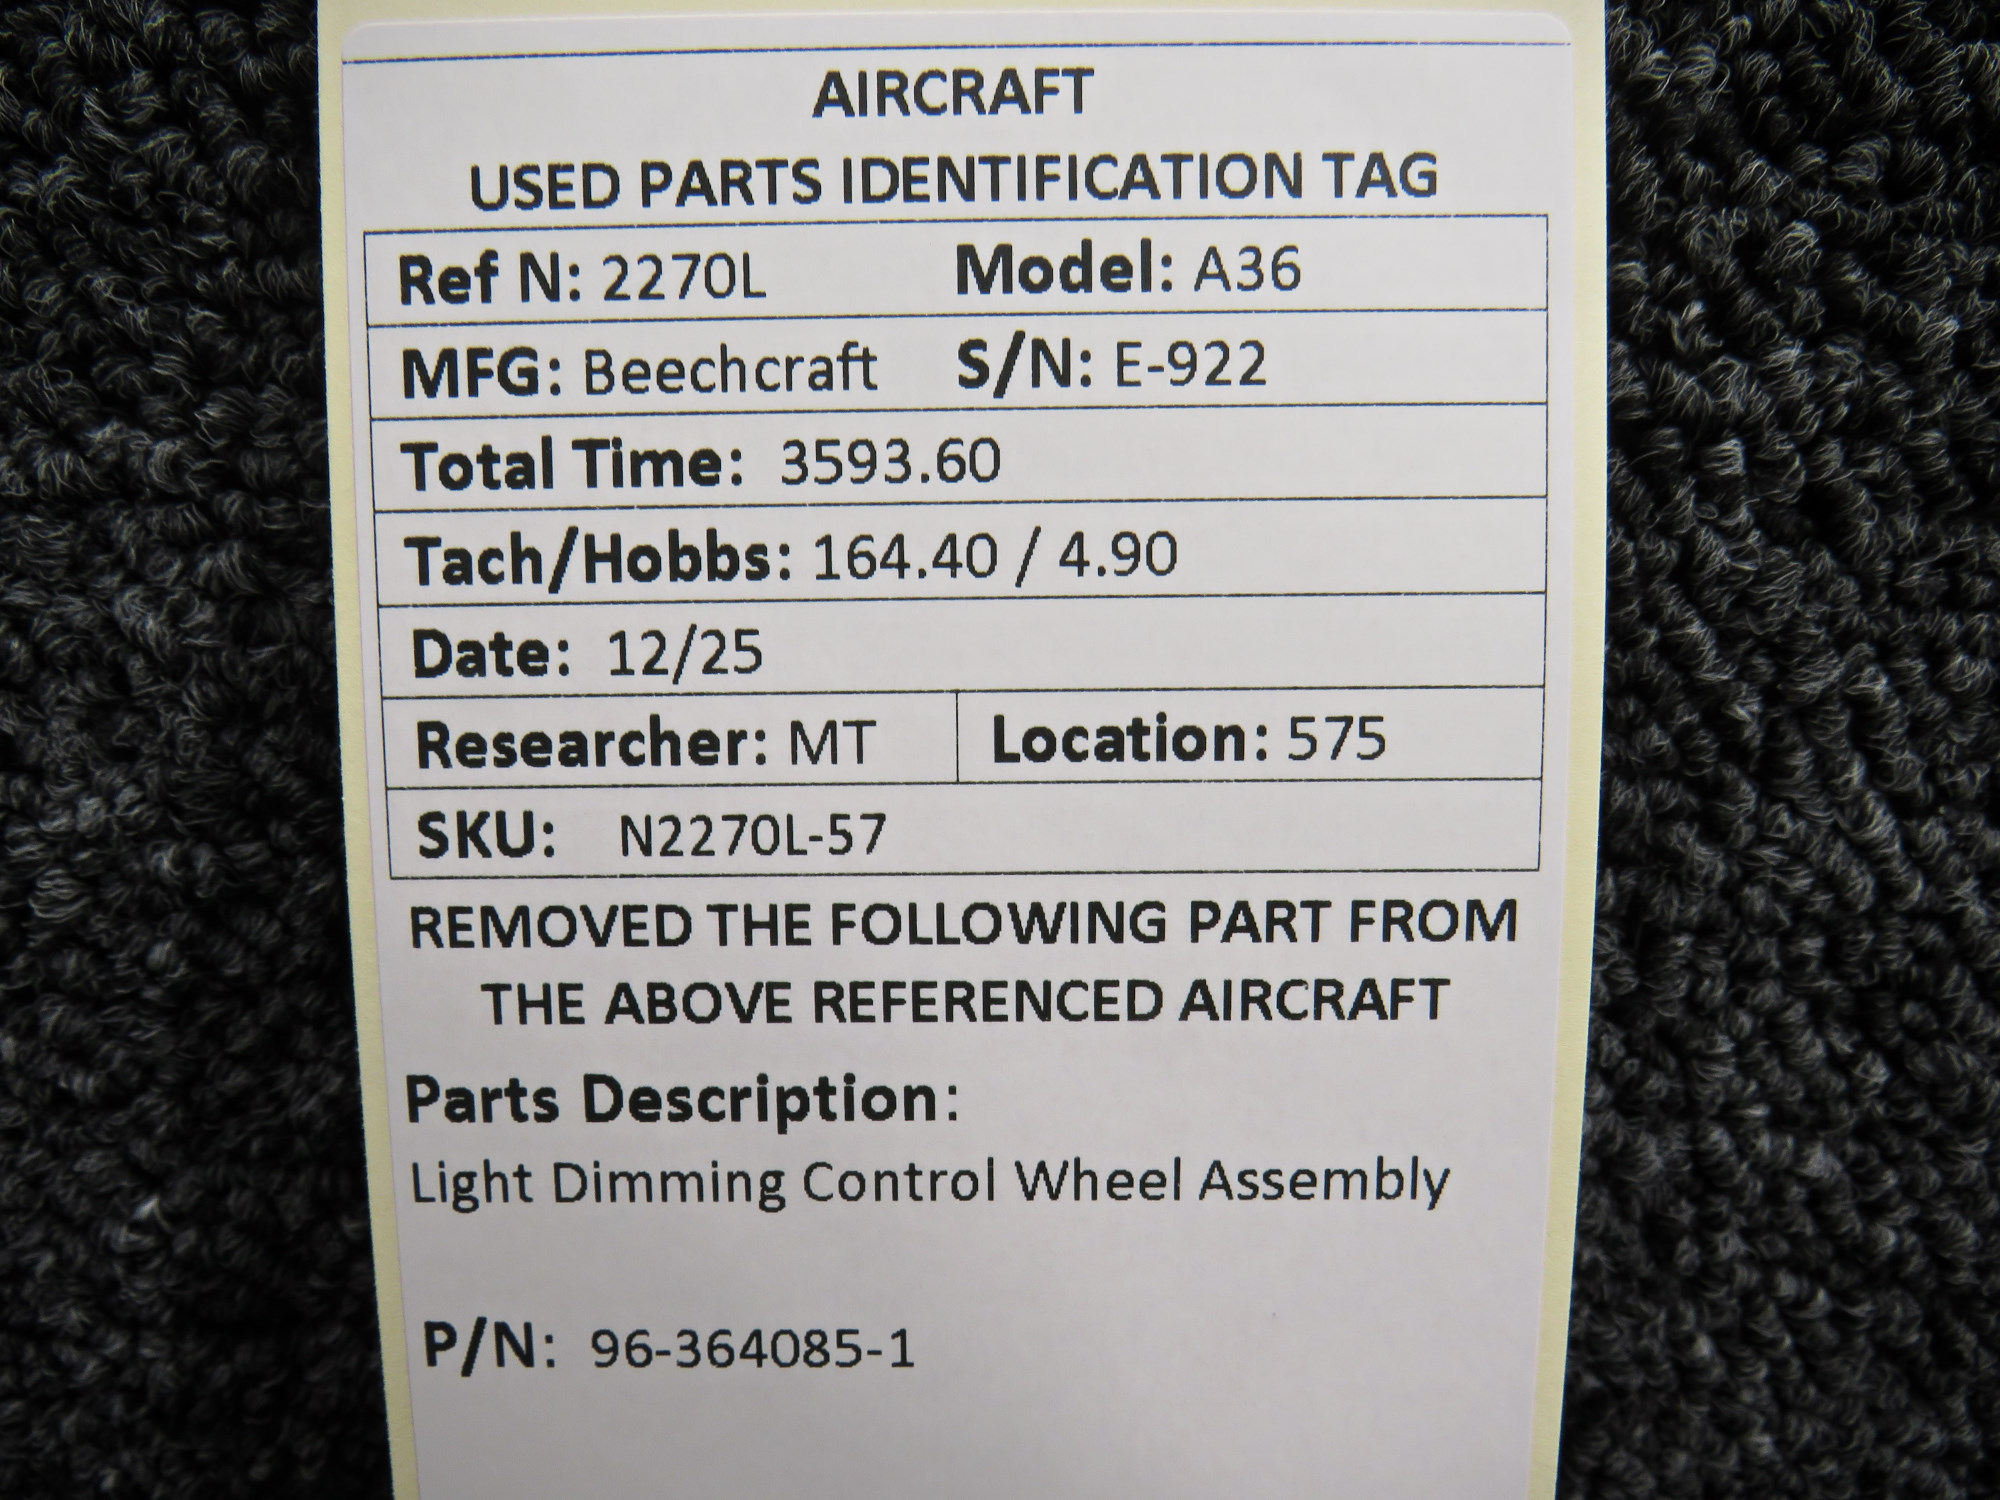 AIRCRAFT
USED PARTS IDENTIFICATION TAG
Ref N: 2270L Model: A36
MFG: Beechcraft S/N: E-922
Total Time: 3593.60
Tach/Hobbs: 164.40 / 4.90
Date: 12/25
Researcher: MT Location: 575
SKU: N2270L-57
REMOVED THE FOLLOWING PART FROM
THE ABOVE REFERENCED AIRCRAFT
Parts Description:
Light Dimming Control Wheel Assembly
P/N: 96-364085-1